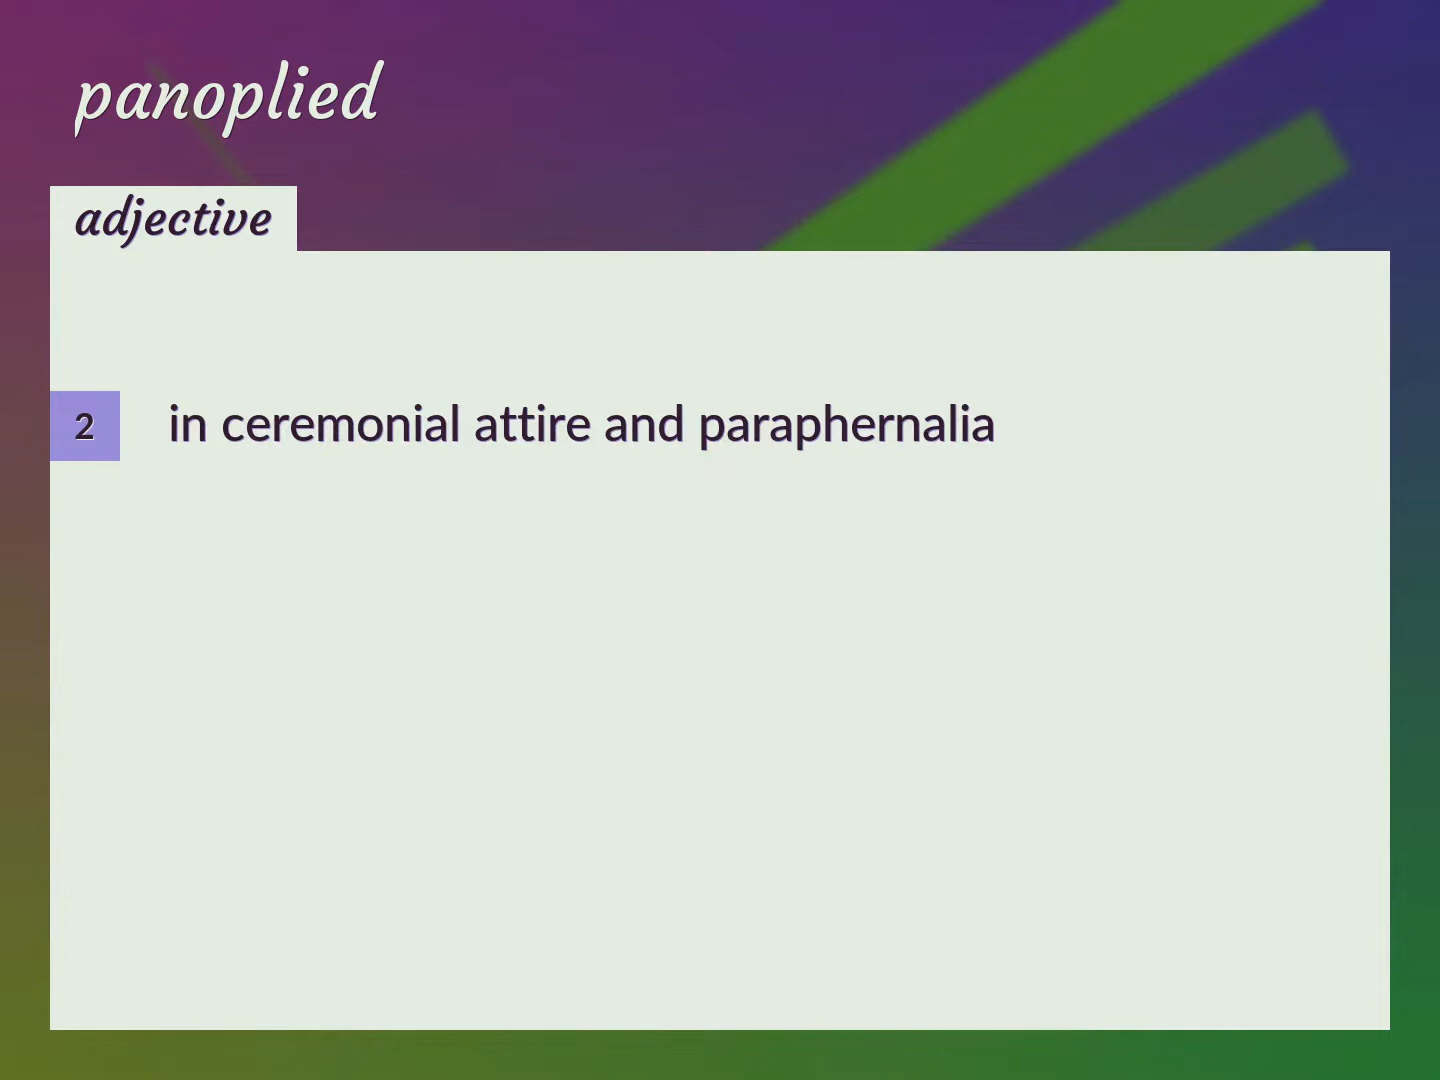 panoplied
adjective
2 in ceremonial attire and paraphernalia